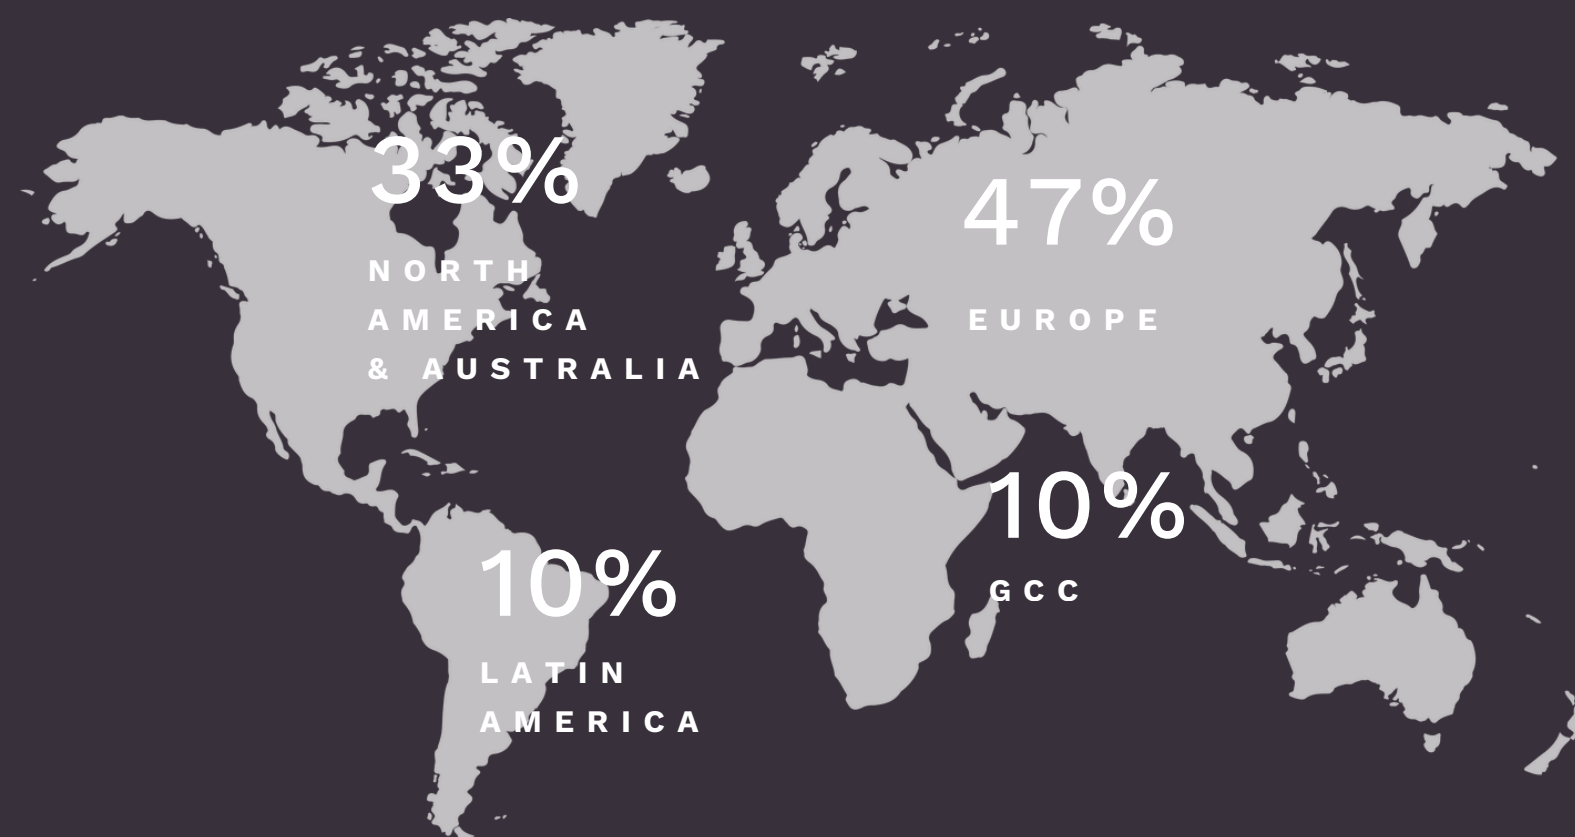 33%
NORTH
AMERICA
& AUSTRALIA
47%
EUROPE
10%
GCC
10%
LATIN
AMERICA